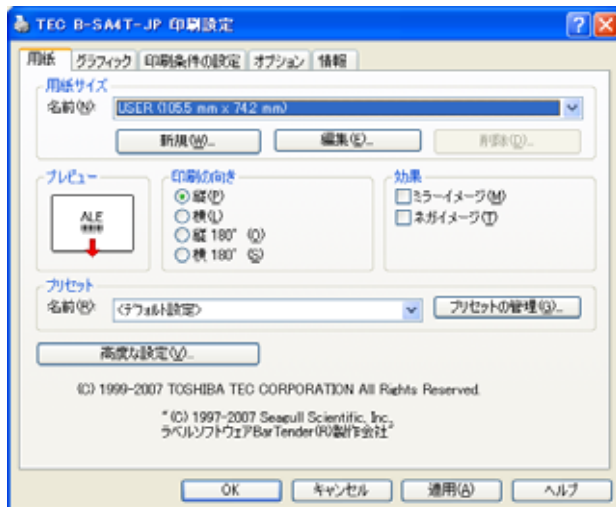 TEC B-SA4T-JP 印刷設定
用紙 グラフィック 印刷条件の設定 オプション 情報
用紙サイズ
名前(N): USER (105.5 mm x 74.2 mm)
新規(W)... 編集(E)... 削除(D)...
プレビュー
ALE
印刷の向き
縦(P)
横(L)
縦 180° (O)
横 180° (S)
効果
ミラーイメージ(M)
ネガイメージ(T)
プリセット
名前(R): <デフォルト設定> プリセットの管理(G)...
高度な設定(V)...
(C) 1999-2007 TOSHIBA TEC CORPORATION All Rights Reserved.
"(C) 1997-2007 Seagull Scientific, Inc.,
ラベルソフトウェアBarTender(R)製作会社"
OK キャンセル 適用(A) ヘルプ